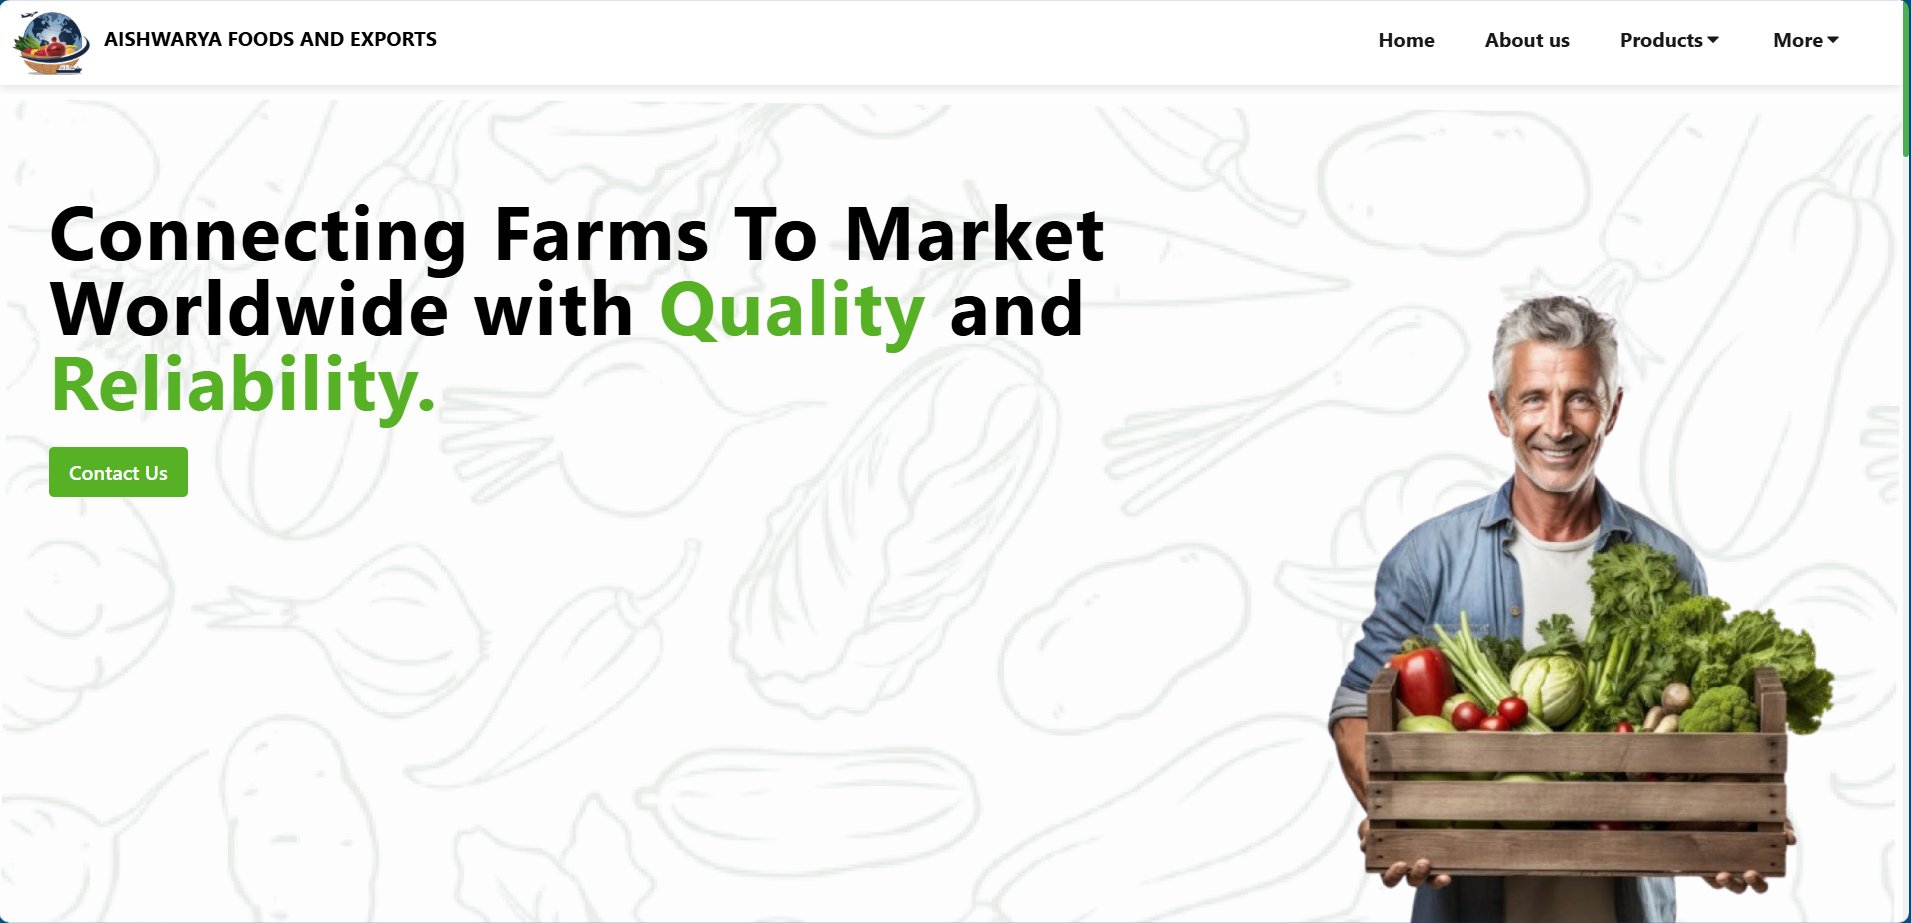 AISHWARYA FOODS AND EXPORTS
Home
About us
Products
More
Connecting Farms To Market
Worldwide with Quality and
Reliability.
Contact Us